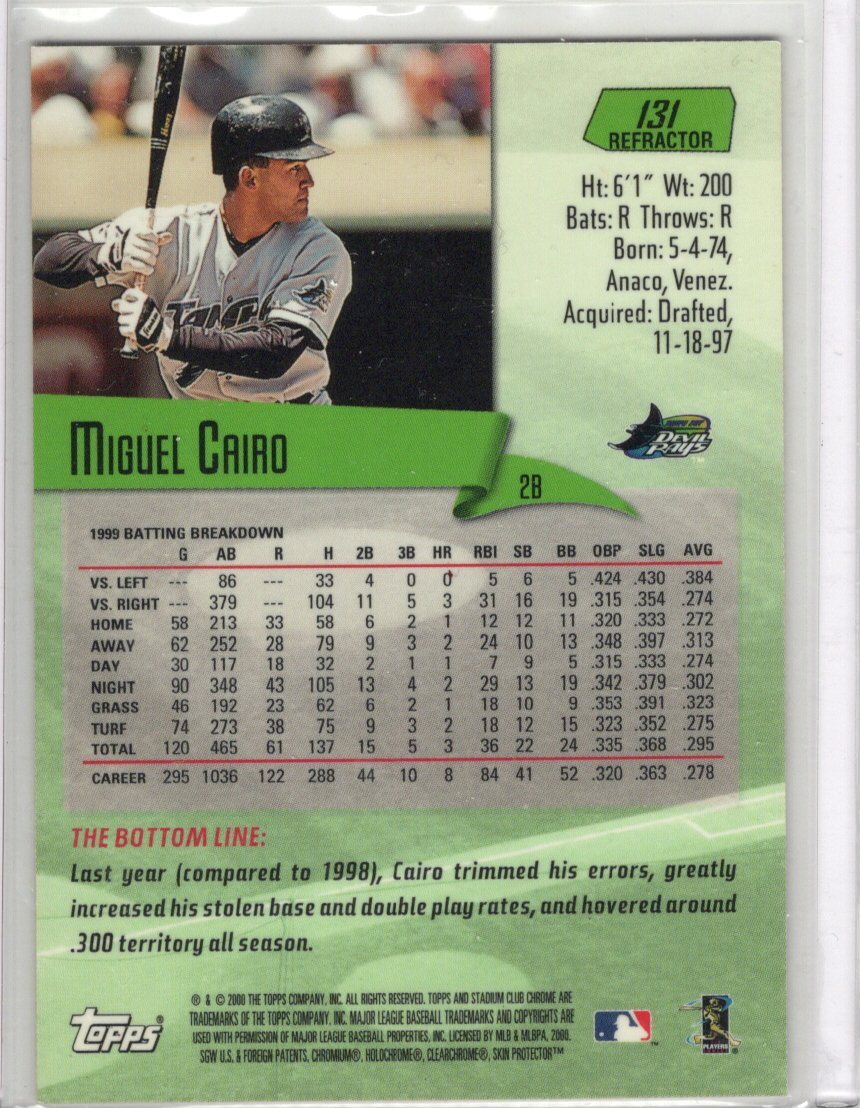 131
REFRACTOR
Ht: 6'1" Wt: 200
Bats: R Throws: R
Born: 5-4-74,
Anaco, Venez.
Acquired: Drafted,
11-18-97
TAMPA BAY
DEVIL
RAYS
MIGUEL CAIRO
2B
1999 BATTING BREAKDOWN
G AB R H 2B 3B HR RBI SB BB OBP SLG AVG
VS. LEFT --- 86 --- 33 4 0 0 5 6 5 .424 .430 .384
VS. RIGHT --- 379 --- 104 11 5 3 31 16 19 .315 .354 .274
HOME 58 213 33 58 6 2 1 12 12 11 .320 .333 .272
AWAY 62 252 28 79 9 3 2 24 10 13 .348 .397 .313
DAY 30 117 18 32 2 1 1 7 9 5 .315 .333 .274
NIGHT 90 348 43 105 13 4 2 29 13 19 .342 .379 .302
GRASS 46 192 23 62 6 2 1 18 10 9 .353 .391 .323
TURF 74 273 38 75 9 3 2 18 12 15 .323 .352 .275
TOTAL 120 465 61 137 15 5 3 36 22 24 .335 .368 .295
CAREER 295 1036 122 288 44 10 8 84 41 52 .320 .363 .278
THE BOTTOM LINE:
Last year (compared to 1998), Cairo trimmed his errors, greatly
increased his stolen base and double play rates, and hovered around
.300 territory all season.
® & © 2000 THE TOPPS COMPANY, INC. ALL RIGHTS RESERVED. TOPPS AND STADIUM CLUB CHROME ARE
TRADEMARKS OF THE TOPPS COMPANY, INC. MAJOR LEAGUE BASEBALL TRADEMARKS AND COPYRIGHTS ARE
USED WITH PERMISSION OF MAJOR LEAGUE BASEBALL PROPERTIES, INC. LICENSED BY MLB & MLBPA, 2000.
SGW U.S. & FOREIGN PATENTS, CHROMIUM®, HOLOCHROME®, CLEARCHROME®, SKIN PROTECTOR™
TOPPS®
™
PLAYERS
®